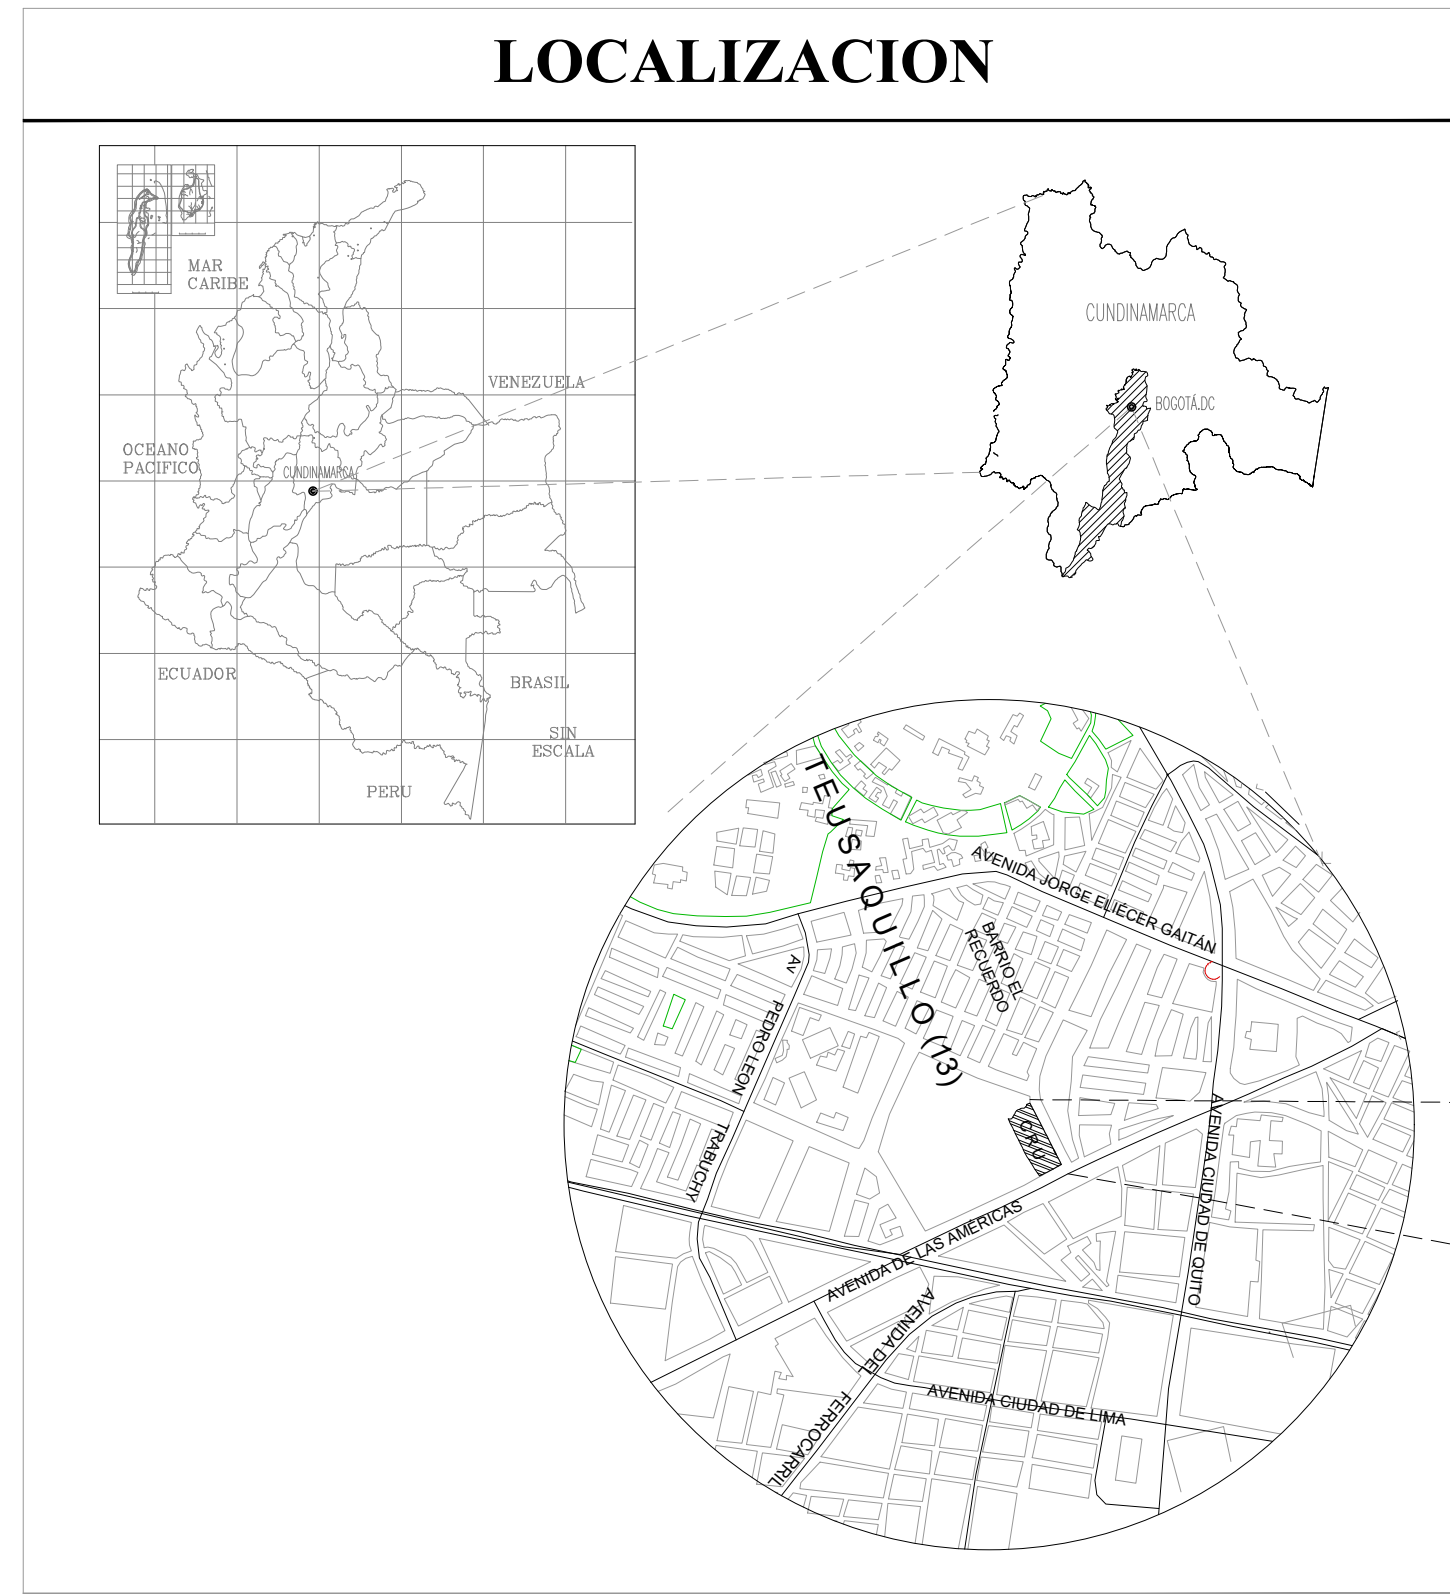 LOCALIZACION
MAR
CARIBE
VENEZUELA
OCEANO
PACIFICO
CUNDINAMARCA
ECUADOR
BRASIL
SIN
ESCALA
PERU
CUNDINAMARCA
BOGOTÁ.DC
TEUSAQUILLO (13)
AVENIDA JORGE ELIÉCER GAITÁN
BARRIO EL
RECUERDO
AV
PEDRO LEON
TRABUCHY
C.R.U
AVENIDA CIUDAD DE QUITO
AVENIDA DE LAS AMERICAS
AVENIDA DEL
FERROCARRIL
AVENIDA CIUDAD DE LIMA